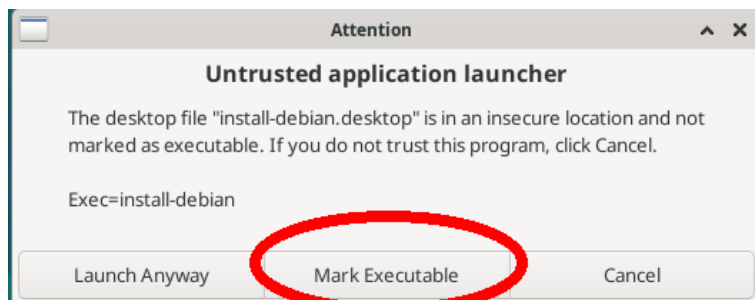 Attention
Untrusted application launcher
The desktop file "install-debian.desktop" is in an insecure location and not
marked as executable. If you do not trust this program, click Cancel.
Exec=install-debian
Launch Anyway Mark Executable Cancel